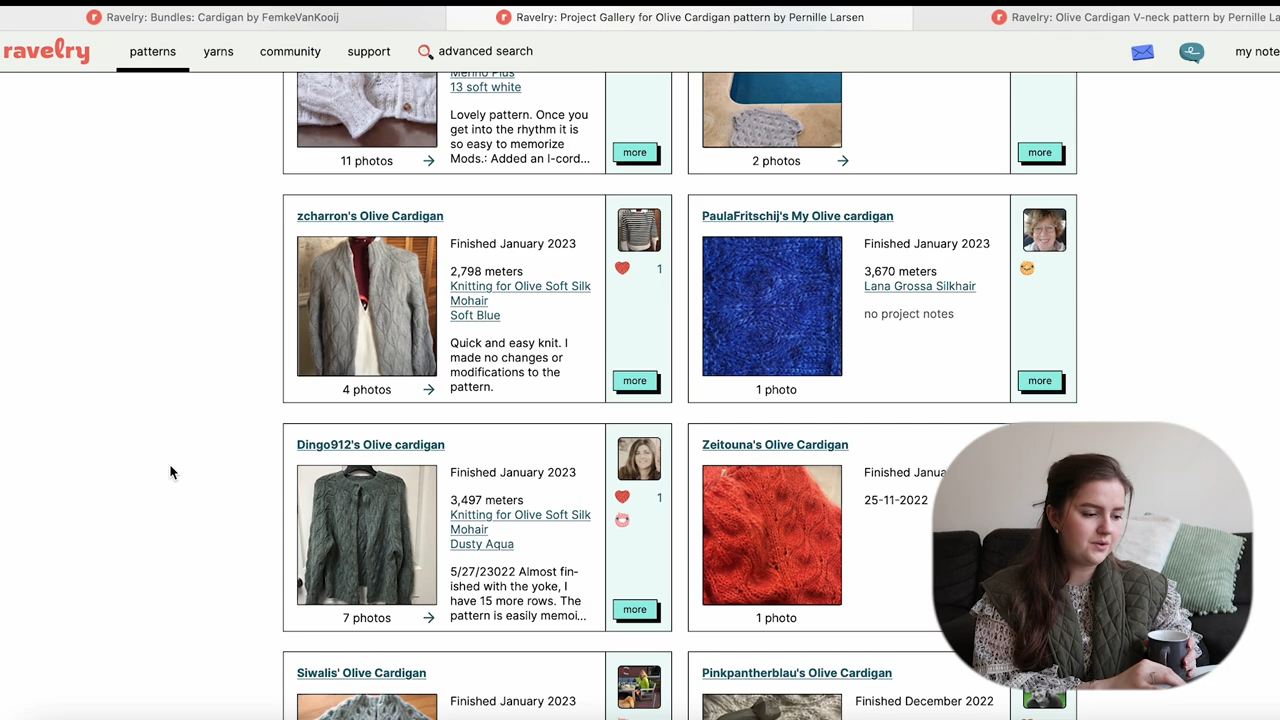 Ravelry: Bundles: Cardigan by FemkeVanKooij
Ravelry: Project Gallery for Olive Cardigan pattern by Pernille Larsen
Ravelry: Olive Cardigan V-neck pattern by Pernille La
ravelry
patterns
yarns
community
support
advanced search
my note
Merino Plus
13 soft white
Lovely pattern. Once you
get into the rhythm it is
so easy to memorize
Mods.: Added an I-cord...
11 photos
more
2 photos
more
zcharron's Olive Cardigan
Finished January 2023
2,798 meters
Knitting for Olive Soft Silk
Mohair
Soft Blue
Quick and easy knit. I
made no changes or
modifications to the
pattern.
4 photos
1
more
PaulaFritschij's My Olive cardigan
Finished January 2023
3,670 meters
Lana Grossa Silkhair
no project notes
1 photo
more
Dingo912's Olive cardigan
Finished January 2023
3,497 meters
Knitting for Olive Soft Silk
Mohair
Dusty Aqua
5/27/23022 Almost fin-
ished with the yoke, I
have 15 more rows. The
pattern is easily memoi...
7 photos
1
more
Zeitouna's Olive Cardigan
Finished Janua
25-11-2022
1 photo
Siwalis' Olive Cardigan
Finished January 2023
Pinkpantherblau's Olive Cardigan
Finished December 2022